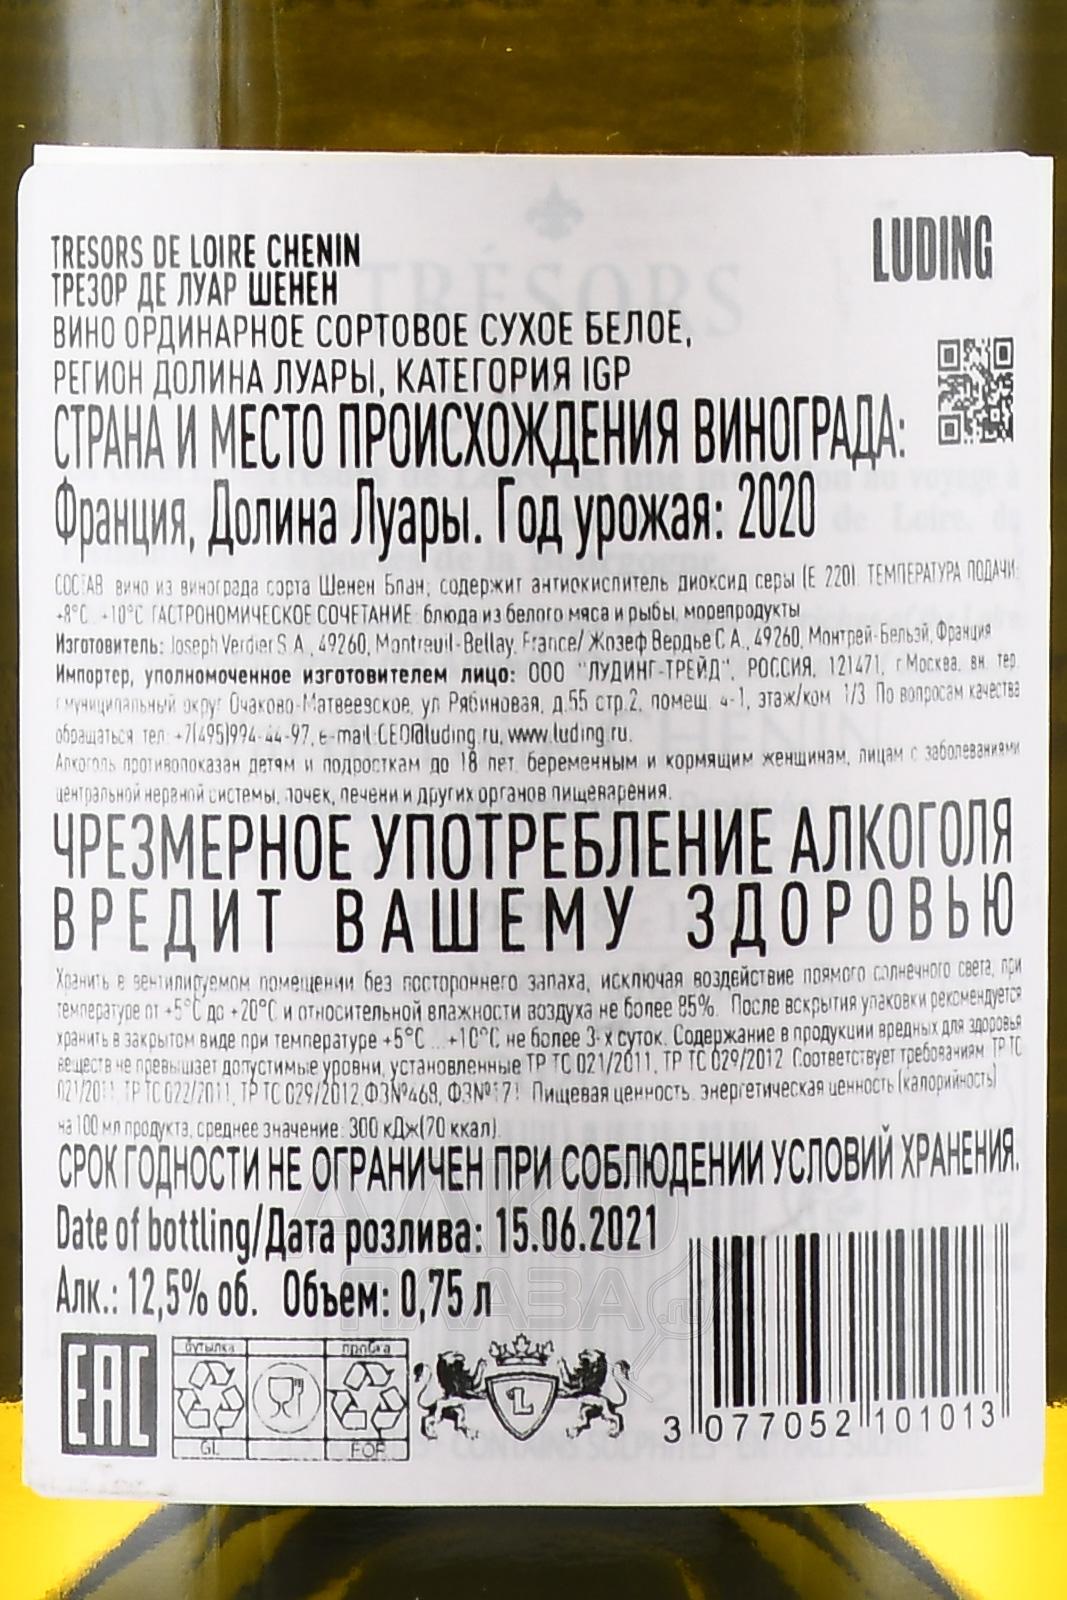 LUDING
TRESORS DE LOIRE CHENIN
ТРЕЗОР ДЕ ЛУАР ШЕНЕН
ВИНО ОРДИНАРНОЕ СОРТОВОЕ СУХОЕ БЕЛОЕ,
РЕГИОН ДОЛИНА ЛУАРЫ, КАТЕГОРИЯ IGP
СТРАНА И МЕСТО ПРОИСХОЖДЕНИЯ ВИНОГРАДА:
Франция, Долина Луары. Год урожая: 2020
СОСТАВ вино из винограда сорта Шенен Блан; содержит антиокислитель диоксид серы (Е 220). ТЕМПЕРАТУРА ПОДАЧИ:
+8°C...+10°C ГАСТРОНОМИЧЕСКОЕ СОЧЕТАНИЕ: блюда из белого мяса и рыбы, морепродукты
Изготовитель: Joseph Verdier S.A., 49260, Montreuil-Bellay, France/ Жозеф Вердье С.А., 49260, Монтрей-Бельэй, Франция
Импортер, уполномоченное изготовителем лицо: ООО "ЛУДИНГ-ТРЕЙД", РОССИЯ, 121471, г.Москва, вн. тер.
г.муниципальный округ Очаково-Матвеевское, ул Рябиновая, д.55 стр.2, помещ. 4-1, этаж/ком 1/3 По вопросам качества
обращаться тел: +7(495)994-44-97, e-mail:CEO@luding.ru, www.luding.ru.
Алкоголь противопоказан детям и подросткам до 18 лет, беременным и кормящим женщинам, лицам с заболеваниями
центральной нервной системы, почек, печени и других органов пищеварения.
ЧРЕЗМЕРНОЕ УПОТРЕБЛЕНИЕ АЛКОГОЛЯ
ВРЕДИТ ВАШЕМУ ЗДОРОВЬЮ
Хранить в вентилируемом помещении без постороннего запаха, исключая воздействие прямого солнечного света, при
температуре от +5°C до +20°C и относительной влажности воздуха не более 85%. После вскрытия упаковки рекомендуется
хранить в закрытом виде при температуре +5°C ...+10°C не более 3-х суток. Содержание в продукции вредных для здоровья
веществ не превышает допустимые уровни, установленные ТР ТС 021/2011, ТР ТС 029/2012. Соответствует требованиям ТР ТС
021/2011, ТР ТС 022/2011, ТР ТС 029/2012, ФЗ№468, ФЗ№171. Пищевая ценность, энергетическая ценность (калорийность)
на 100 мл продукта, среднее значение: 300 кДж(70 ккал).
СРОК ГОДНОСТИ НЕ ОГРАНИЧЕН ПРИ СОБЛЮДЕНИИ УСЛОВИЙ ХРАНЕНИЯ.
Date of bottling/Дата розлива: 15.06.2021
Алк.: 12,5% об. Объем: 0,75 л
EAC
бутылка
пробка
GL
FOR
L
3 077052 101013
АЛКО
ПЛАЗА.ru